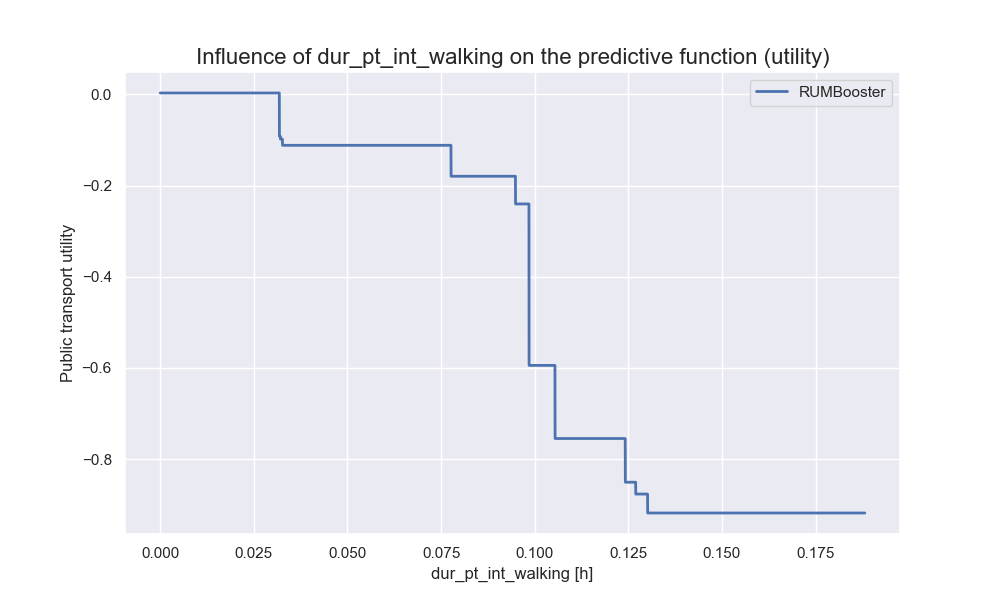 Influence of dur_pt_int_walking on the predictive function (utility)
RUMBooster
Public transport utility
0.0
−0.2
−0.4
−0.6
−0.8
0.000 0.025 0.050 0.075 0.100 0.125 0.150 0.175
dur_pt_int_walking [h]